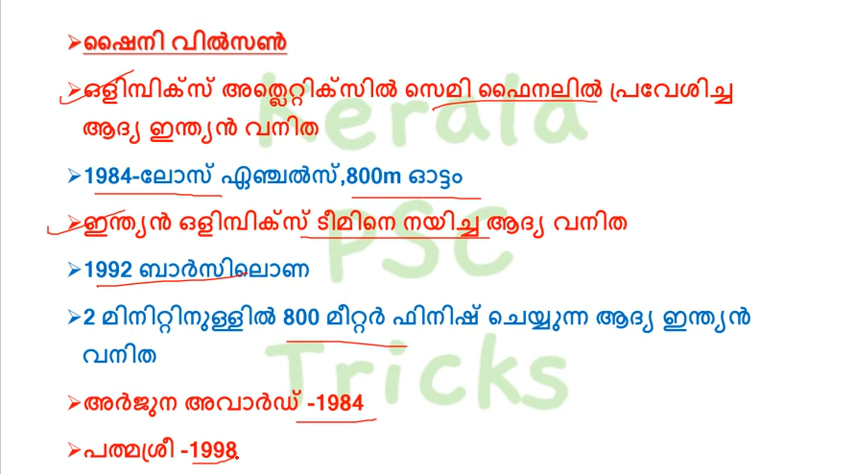 ➢ഷൈനി വിൽസൺ
➢ഒളിമ്പിക്സ് അത്ലെറ്റിക്സിൽ സെമി ഫൈനലിൽ പ്രവേശിച്ച
ആദ്യ ഇന്ത്യൻ വനിത
➢1984-ലോസ് ഏഞ്ചൽസ്,800m ഓട്ടം
➢ഇന്ത്യൻ ഒളിമ്പിക്സ് ടീമിനെ നയിച്ച ആദ്യ വനിത
➢1992 ബാർസിലൊണ
➢2 മിനിറ്റിനുള്ളിൽ 800 മീറ്റർ ഫിനിഷ് ചെയ്യുന്ന ആദ്യ ഇന്ത്യൻ
വനിത
➢അർജുന അവാർഡ് -1984
➢പത്മശ്രീ -1998
Kerala
PSC
Tricks